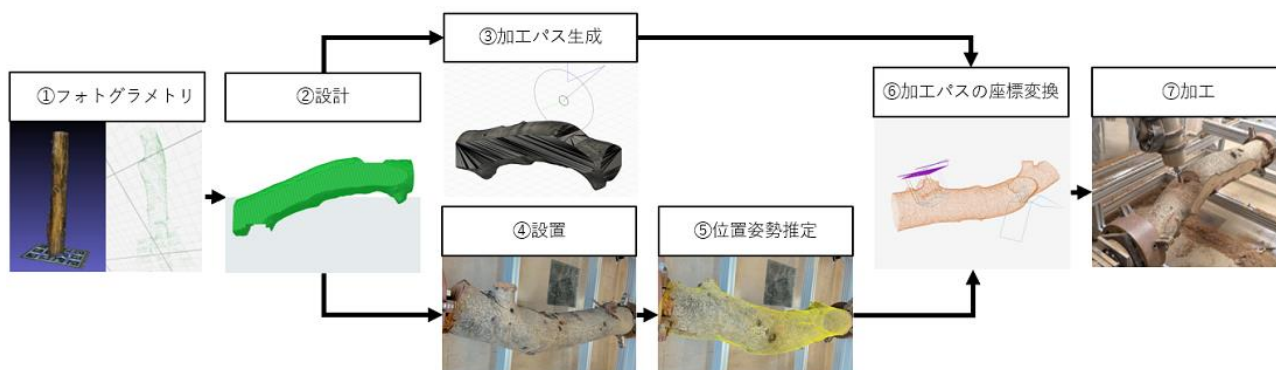 ①フォトグラメトリ
②設計
③加工パス生成
④設置
⑤位置姿勢推定
⑥加工パスの座標変換
⑦加工